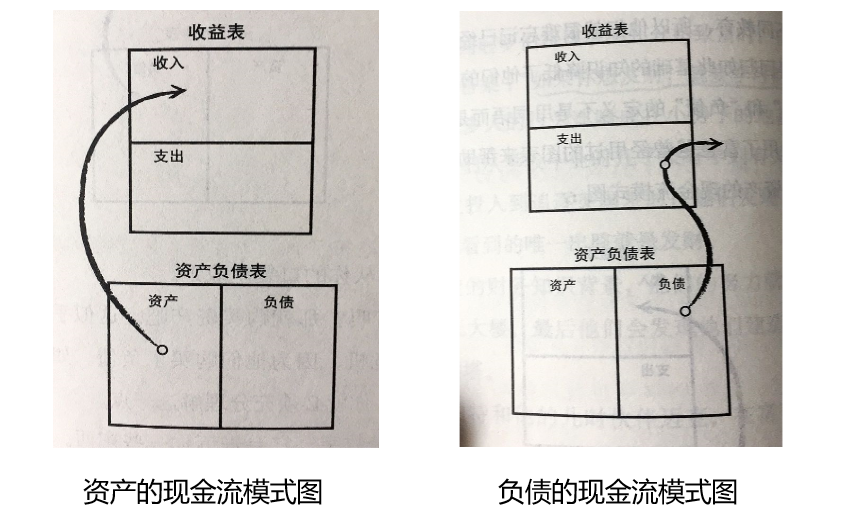 收益表
收入
支出
资产负债表
资产
负债
资产的现金流模式图
收益表
收入
支出
资产负债表
资产
负债
负债的现金流模式图